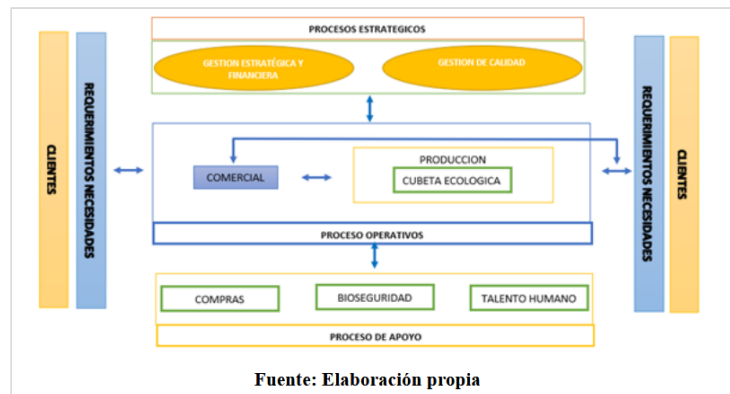 PROCESOS ESTRATEGICOS
GESTION ESTRATÉGICA Y
FINANCIERA
GESTION DE CALIDAD
CLIENTES
REQUERIMIENTOS NECESIDADES
COMERCIAL
PRODUCCION
CUBETA ECOLOGICA
REQUERIMIENTOS NECESIDADES
CLIENTES
PROCESO OPERATIVOS
COMPRAS
BIOSEGURIDAD
TALENTO HUMANO
PROCESO DE APOYO
Fuente: Elaboración propia